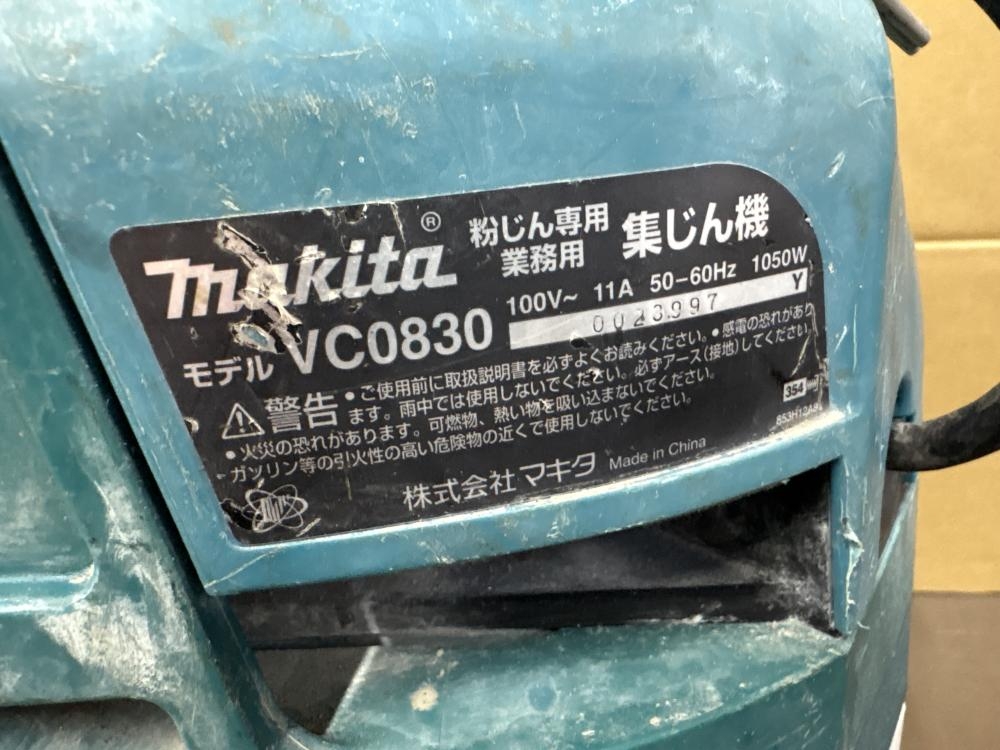 makita®
粉じん専用
業務用
集じん機
モデル VC0830
100V~ 11A 50-60Hz 1050W
0023997 Y
警告
• ご使用前に取扱説明書を必ずよくお読みください。• 感電の恐れがあり
ます。雨中では使用しないでください。必ずアース(接地)してください。
• 火災の恐れがあります。可燃物、熱い物を吸い込まないでください。
ガソリン等の引火性の高い危険物の近くで使用しないでください。
株式会社 マキタ Made in China
354